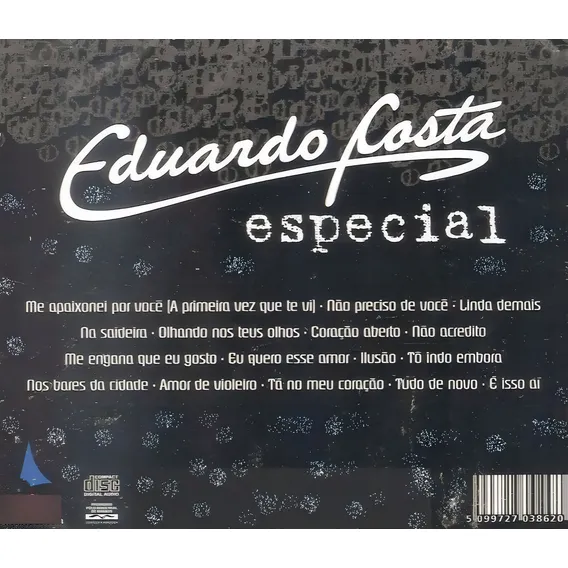 Eduardo Costa
especial
Me apaixonei por você (A primeira vez que te vi) · Não preciso de você · Linda demais
Na saideira · Olhando nos teus olhos · Coração aberto · Não acredito
Me engana que eu gosto · Eu quero esse amor · Ilusão · Tô indo embora
Nos bares da cidade · Amor de violeiro · Tá no meu coração · Tudo de novo · É isso aí
COMPACT
disc
DIGITAL AUDIO
5 099727 038620